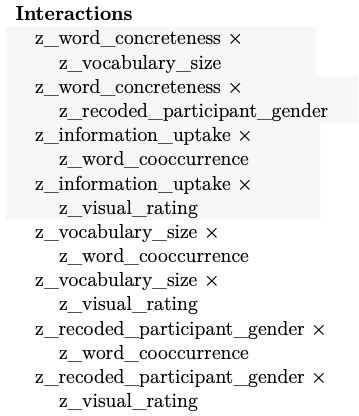 Interactions
z_word_concreteness ×
z_vocabulary_size
z_word_concreteness ×
z_recoded_participant_gender
z_information_uptake ×
z_word_cooccurrence
z_information_uptake ×
z_visual_rating
z_vocabulary_size ×
z_word_cooccurrence
z_vocabulary_size ×
z_visual_rating
z_recoded_participant_gender ×
z_word_cooccurrence
z_recoded_participant_gender ×
z_visual_rating